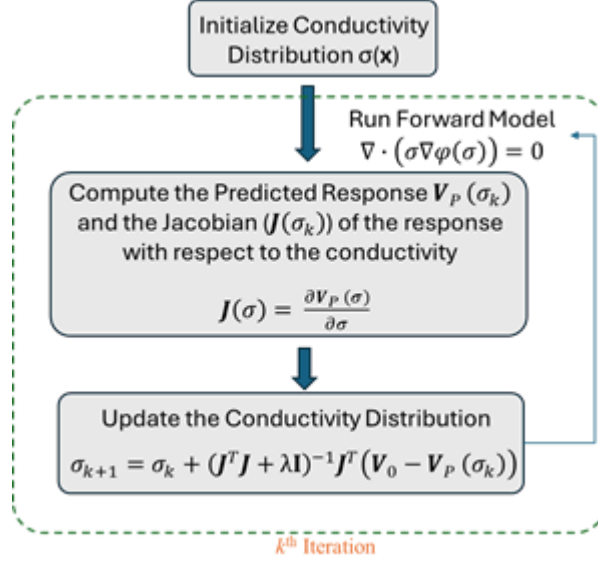 Initialize Conductivity
Distribution σ(𝐱)
Run Forward Model
∇ · (σ∇φ(σ)) = 0
Compute the Predicted Response 𝑽_P (σ_k)
and the Jacobian (𝑱(σ_k)) of the response
with respect to the conductivity
𝑱(σ) = ∂𝑽_P (σ) / ∂σ
Update the Conductivity Distribution
σ_{k+1} = σ_k + (𝑱^T 𝑱 + λ𝐈)^{−1} 𝑱^T (𝑽_0 − 𝑽_P (σ_k))
k^th Iteration